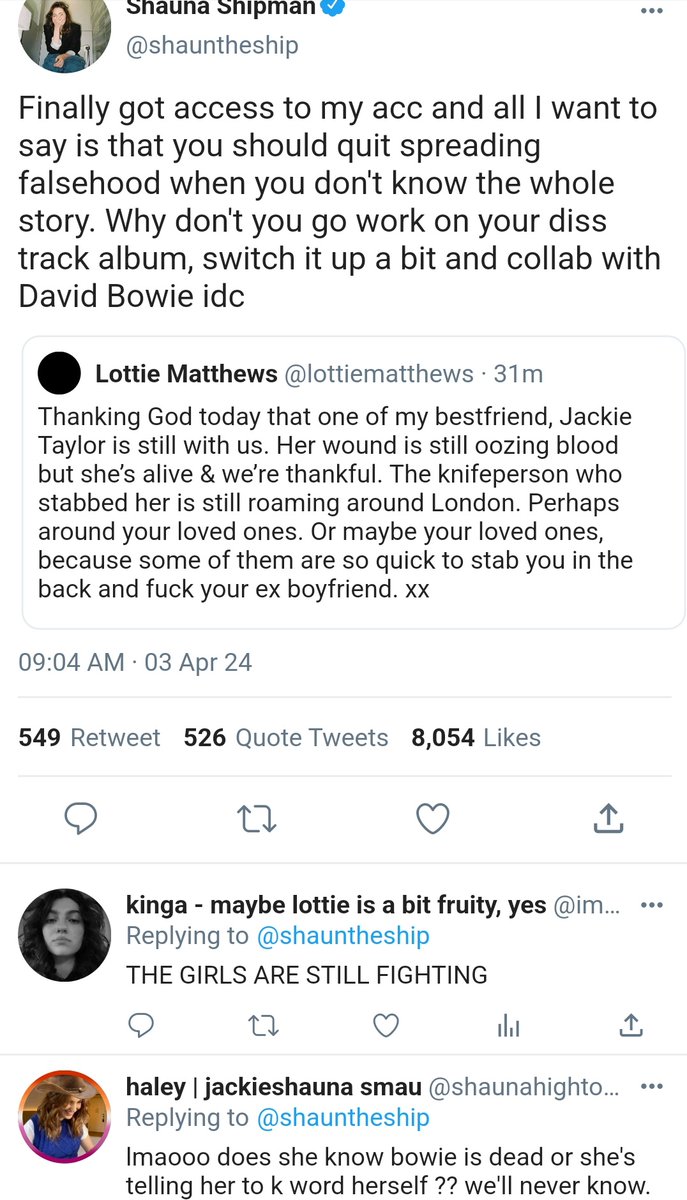 Shauna Shipman
@shauntheship
Finally got access to my acc and all I want to
say is that you should quit spreading
falsehood when you don't know the whole
story. Why don't you go work on your diss
track album, switch it up a bit and collab with
David Bowie idc
Lottie Matthews @lottiematthews · 31m
Thanking God today that one of my bestfriend, Jackie
Taylor is still with us. Her wound is still oozing blood
but she’s alive & we’re thankful. The knifeperson who
stabbed her is still roaming around London. Perhaps
around your loved ones. Or maybe your loved ones,
because some of them are so quick to stab you in the
back and fuck your ex boyfriend. xx
09:04 AM · 03 Apr 24
549 Retweet 526 Quote Tweets 8,054 Likes
kinga - maybe lottie is a bit fruity, yes @im...
Replying to @shauntheship
THE GIRLS ARE STILL FIGHTING
haley | jackieshauna smau @shaunahighto...
Replying to @shauntheship
lmaooo does she know bowie is dead or she's
telling her to k word herself ?? we'll never know.